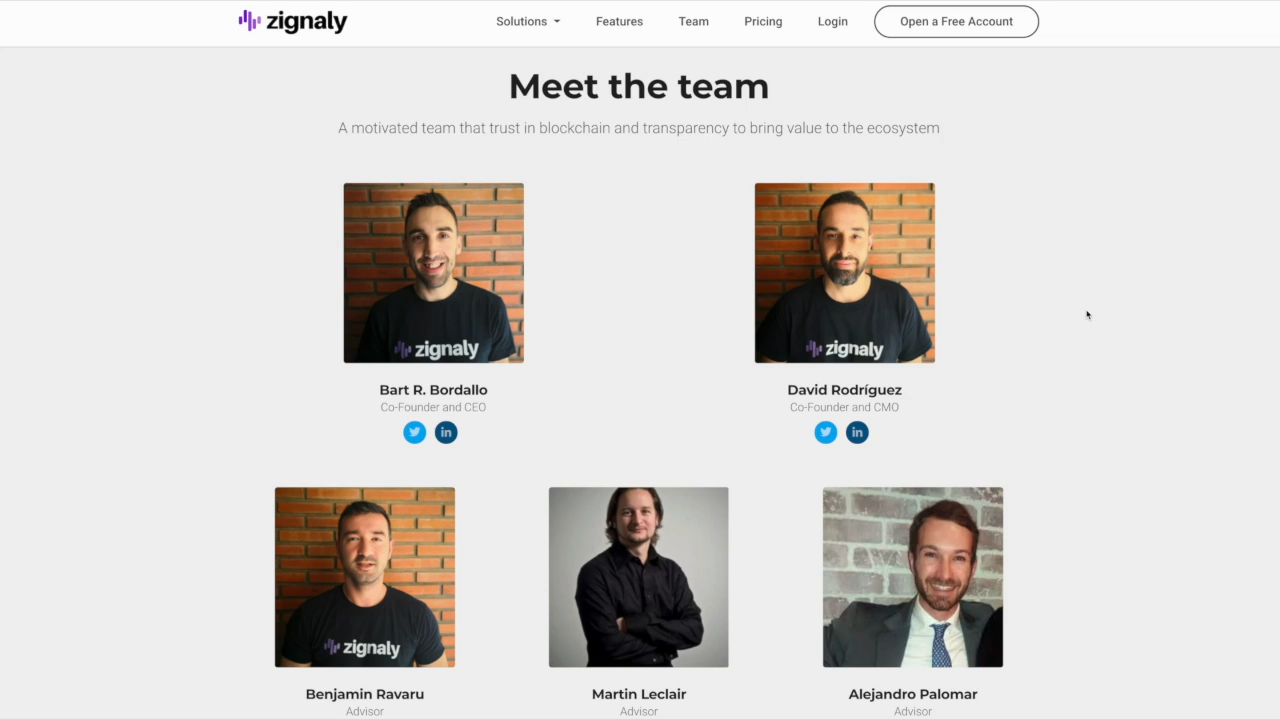 zignaly
Solutions Features Team Pricing Login Open a Free Account
Meet the team
A motivated team that trust in blockchain and transparency to bring value to the ecosystem
zignaly
zignaly
Bart R. Bordallo
Co-Founder and CEO
in
David Rodríguez
Co-Founder and CMO
in
zignaly
Benjamin Ravaru
Advisor
Martin Leclair
Advisor
Alejandro Palomar
Advisor